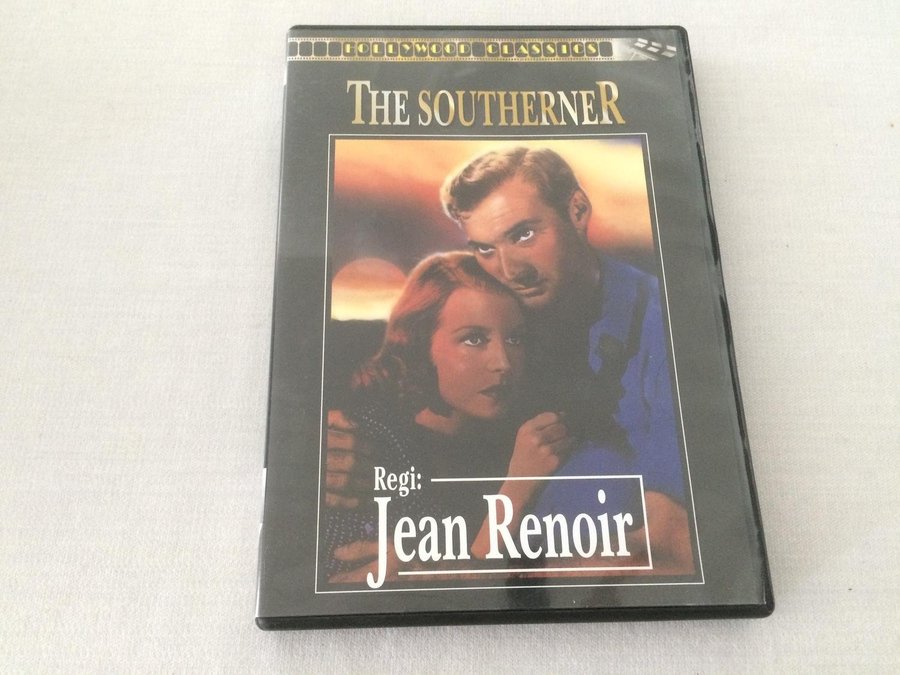 HOLLYWOOD CLASSICS
THE SOUTHERNER
Regi:
Jean Renoir